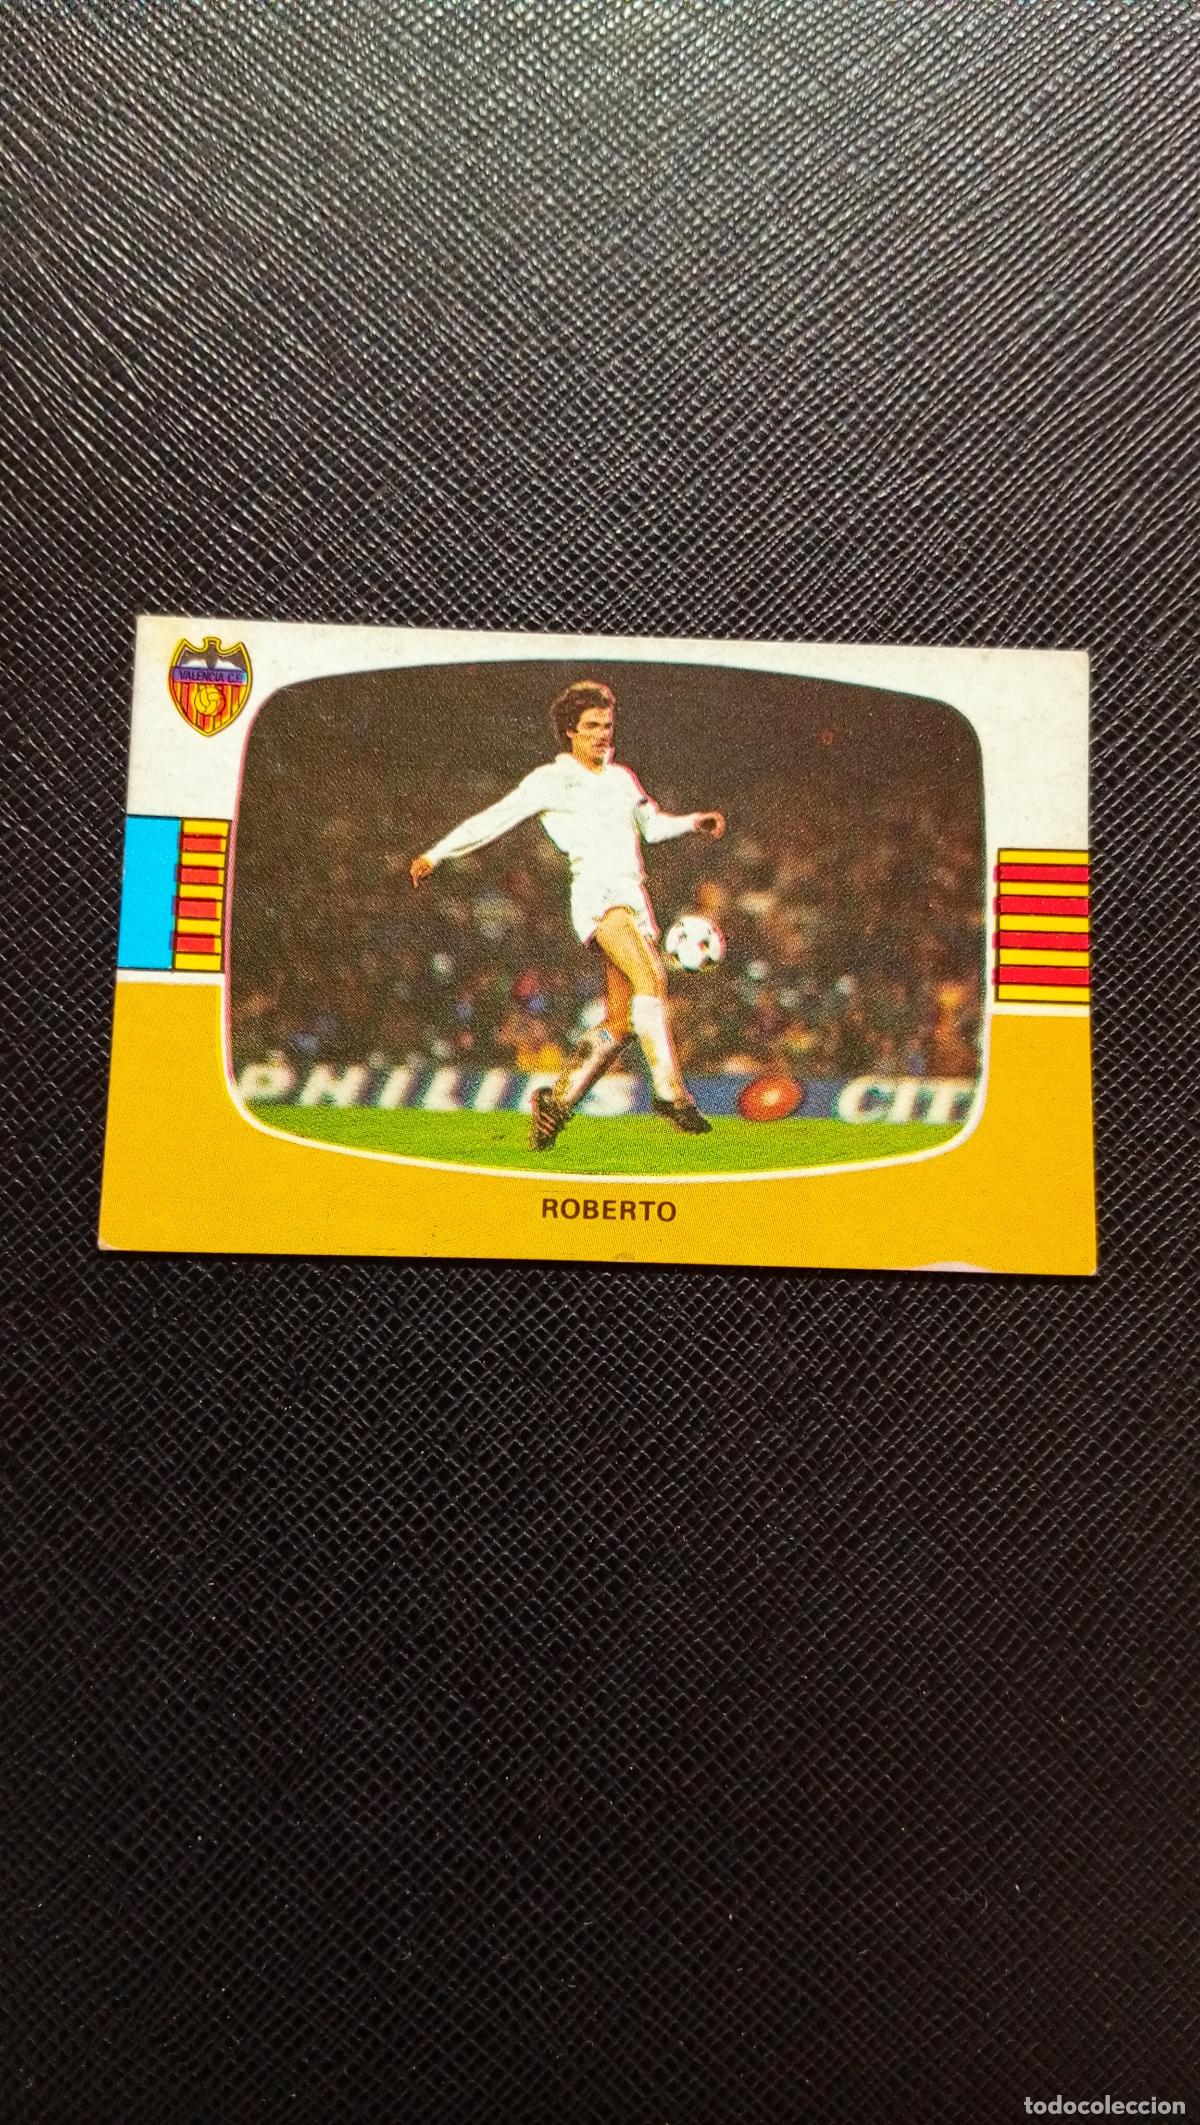 VALENCIA C.F.
PHILIPS CIT
ROBERTO
todocoleccion